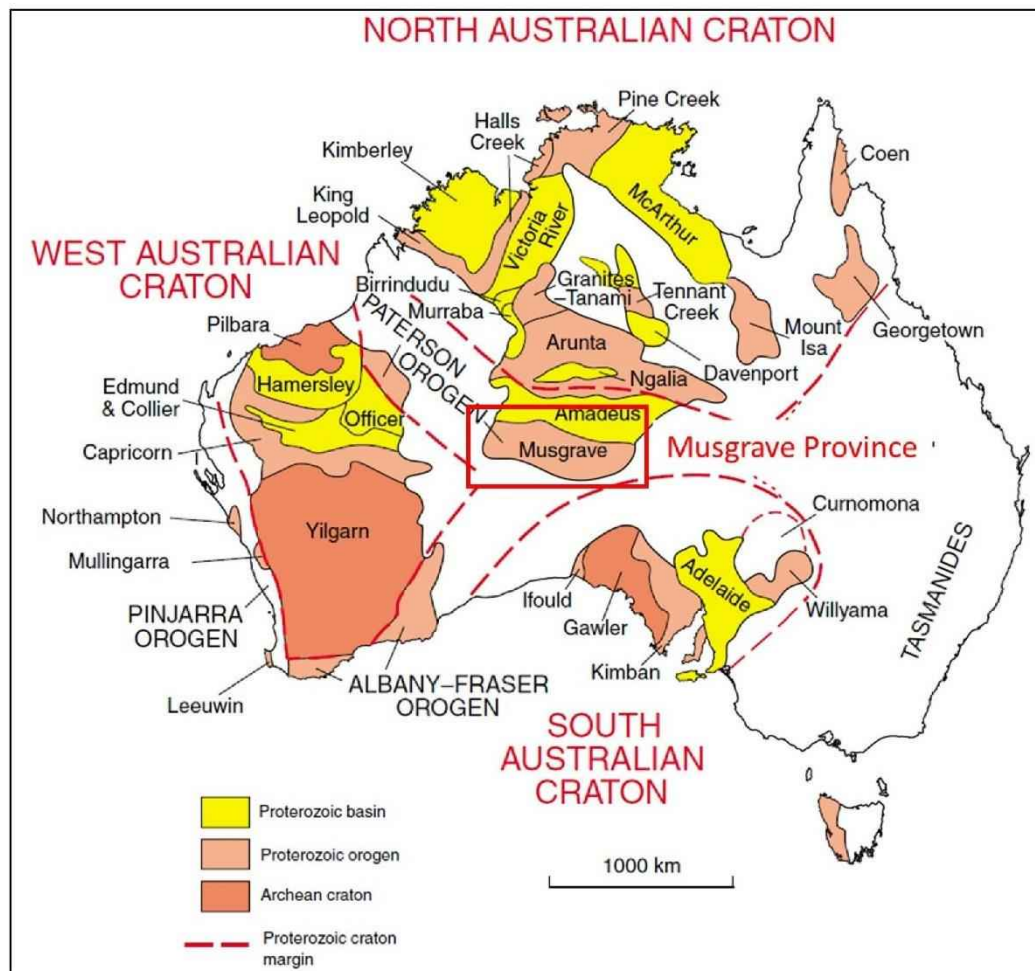 NORTH AUSTRALIAN CRATON
Pine Creek
Halls
Creek
Kimberley
Coen
King
Leopold
McArthur
Victoria
River
WEST AUSTRALIAN
CRATON
Birrindudu
Granites
–Tanami
Murraba
Tennant
Creek
Pilbara
PATERSON
OROGEN
Mount
Isa
Georgetown
Arunta
Davenport
Edmund
& Collier
Hamersley
Ngalia
Officer
Amadeus
Capricorn
Musgrave
Musgrave Province
Curnomona
Northampton
Yilgarn
Mullingarra
Adelaide
TASMANIDES
Ifould
Willyama
PINJARRA
OROGEN
Gawler
Kimban
Leeuwin
ALBANY–FRASER
OROGEN
SOUTH
AUSTRALIAN
CRATON
Proterozoic basin
Proterozoic orogen
Archean craton
Proterozoic craton
margin
1000 km